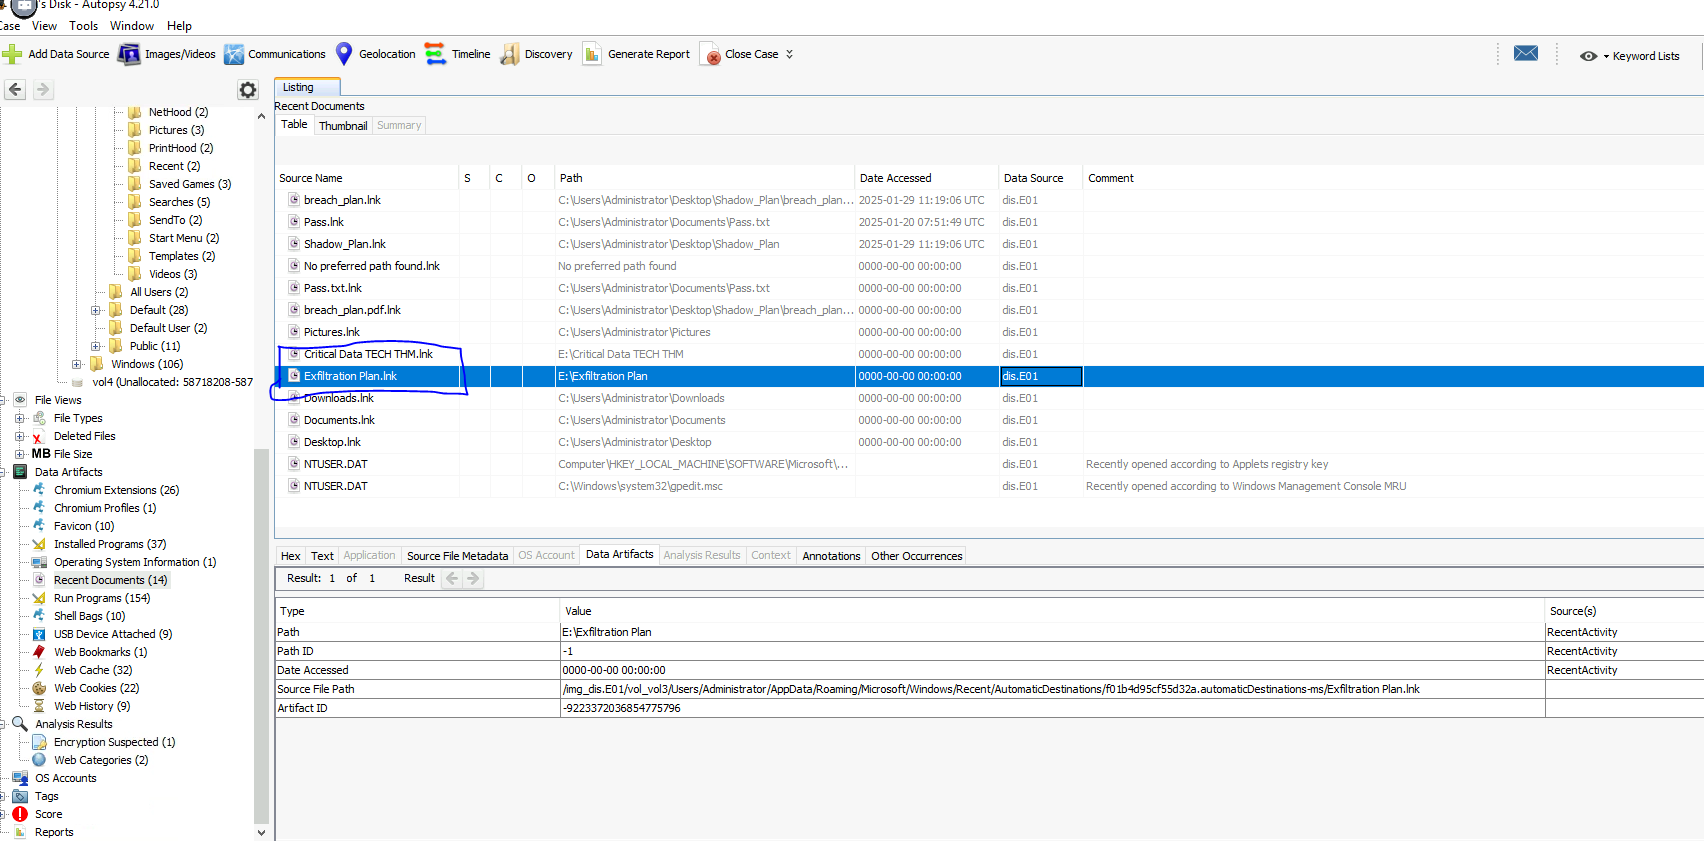 's Disk - Autopsy 4.21.0
Case View Tools Window Help
Add Data Source Images/Videos Communications Geolocation Timeline Discovery Generate Report Close Case Keyword Lists
Listing
Recent Documents
Table Thumbnail Summary
NetHood (2)
Pictures (3)
PrintHood (2)
Recent (2)
Saved Games (3)
Searches (5)
SendTo (2)
Start Menu (2)
Templates (2)
Videos (3)
All Users (2)
Default (28)
Default User (2)
Public (11)
Windows (106)
vol4 (Unallocated: 58718208-587
File Views
File Types
Deleted Files
MB File Size
Data Artifacts
Chromium Extensions (26)
Chromium Profiles (1)
Favicon (10)
Installed Programs (37)
Operating System Information (1)
Recent Documents (14)
Run Programs (154)
Shell Bags (10)
USB Device Attached (9)
Web Bookmarks (1)
Web Cache (32)
Web Cookies (22)
Web History (9)
Analysis Results
Encryption Suspected (1)
Web Categories (2)
OS Accounts
Tags
Score
Reports
Source Name S C O Path Date Accessed Data Source Comment
breach_plan.lnk C:\Users\Administrator\Desktop\Shadow_Plan\breach_plan... 2025-01-29 11:19:06 UTC dis.E01
Pass.lnk C:\Users\Administrator\Documents\Pass.txt 2025-01-20 07:51:49 UTC dis.E01
Shadow_Plan.lnk C:\Users\Administrator\Desktop\Shadow_Plan 2025-01-29 11:19:06 UTC dis.E01
No preferred path found.lnk No preferred path found 0000-00-00 00:00:00 dis.E01
Pass.txt.lnk C:\Users\Administrator\Documents\Pass.txt 0000-00-00 00:00:00 dis.E01
breach_plan.pdf.lnk C:\Users\Administrator\Desktop\Shadow_Plan\breach_plan... 0000-00-00 00:00:00 dis.E01
Pictures.lnk C:\Users\Administrator\Pictures 0000-00-00 00:00:00 dis.E01
Critical Data TECH THM.lnk E:\Critical Data TECH THM 0000-00-00 00:00:00 dis.E01
Exfiltration Plan.lnk E:\Exfiltration Plan 0000-00-00 00:00:00 dis.E01
Downloads.lnk C:\Users\Administrator\Downloads 0000-00-00 00:00:00 dis.E01
Documents.lnk C:\Users\Administrator\Documents 0000-00-00 00:00:00 dis.E01
Desktop.lnk C:\Users\Administrator\Desktop 0000-00-00 00:00:00 dis.E01
NTUSER.DAT Computer\HKEY_LOCAL_MACHINE\SOFTWARE\Microsoft\... dis.E01 Recently opened according to Applets registry key
NTUSER.DAT C:\Windows\system32\gpedit.msc dis.E01 Recently opened according to Windows Management Console MRU
Hex Text Application Source File Metadata OS Account Data Artifacts Analysis Results Context Annotations Other Occurrences
Result: 1 of 1 Result
Type Value Source(s)
Path E:\Exfiltration Plan RecentActivity
Path ID -1 RecentActivity
Date Accessed 0000-00-00 00:00:00 RecentActivity
Source File Path /img_dis.E01/vol_vol3/Users/Administrator/AppData/Roaming/Microsoft/Windows/Recent/AutomaticDestinations/f01b4d95cf55d32a.automaticDestinations-ms/Exfiltration Plan.lnk
Artifact ID -9223372036854775796